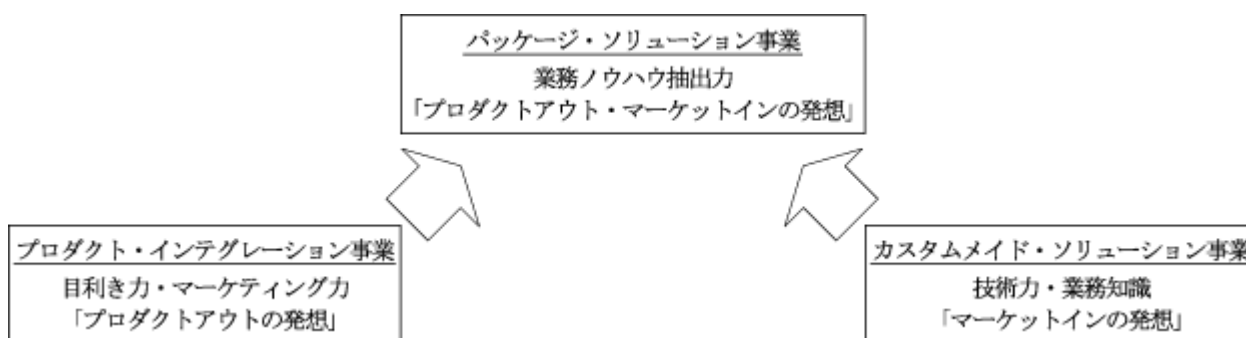 パッケージ・ソリューション事業
業務ノウハウ抽出力
「プロダクトアウト・マーケットインの発想」
プロダクト・インテグレーション事業
目利き力・マーケティング力
「プロダクトアウトの発想」
カスタムメイド・ソリューション事業
技術力・業務知識
「マーケットインの発想」